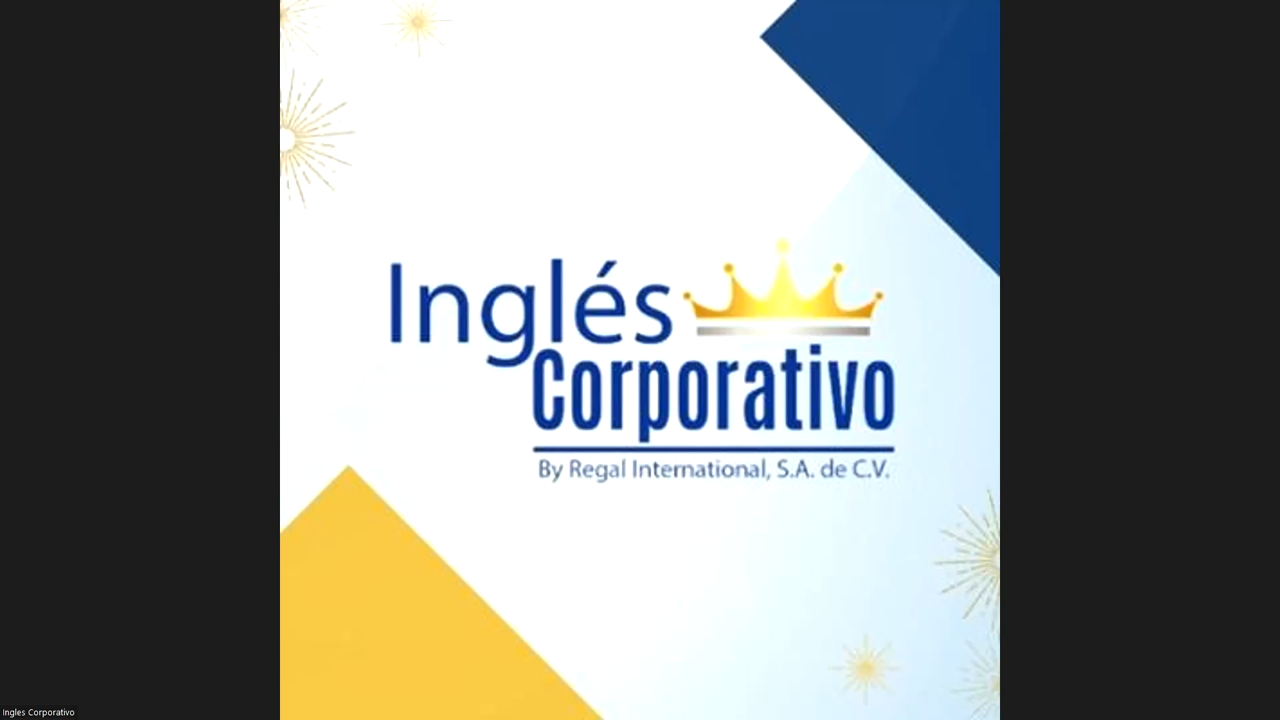 Inglés
Corporativo
By Regal International, S.A. de C.V.
Ingles Corporativo